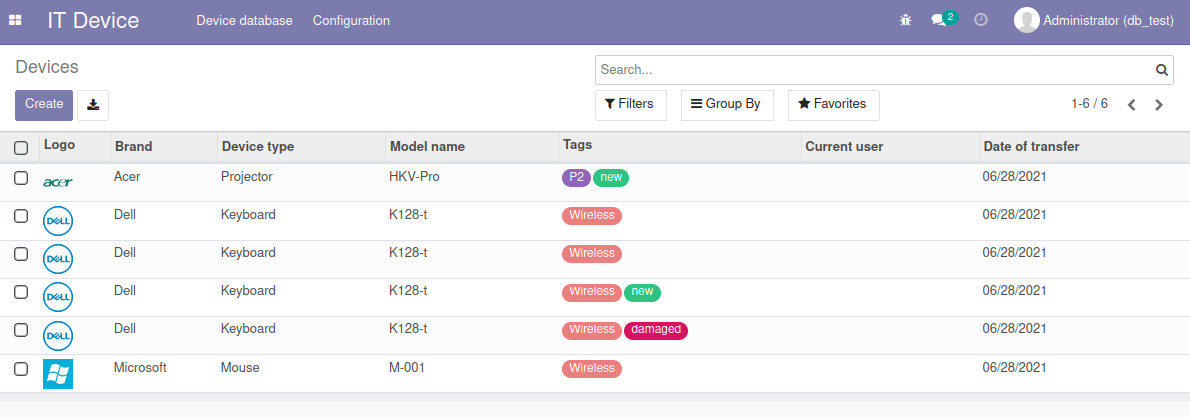 IT Device Device database Configuration 2 Administrator (db_test)
Devices Search...
Create Filters Group By Favorites 1-6 / 6
Logo Brand Device type Model name Tags Current user Date of transfer
acer Acer Projector HKV-Pro P2 new 06/28/2021
DELL Dell Keyboard K128-t Wireless 06/28/2021
DELL Dell Keyboard K128-t Wireless 06/28/2021
DELL Dell Keyboard K128-t Wireless new 06/28/2021
DELL Dell Keyboard K128-t Wireless damaged 06/28/2021
Microsoft Mouse M-001 Wireless 06/28/2021